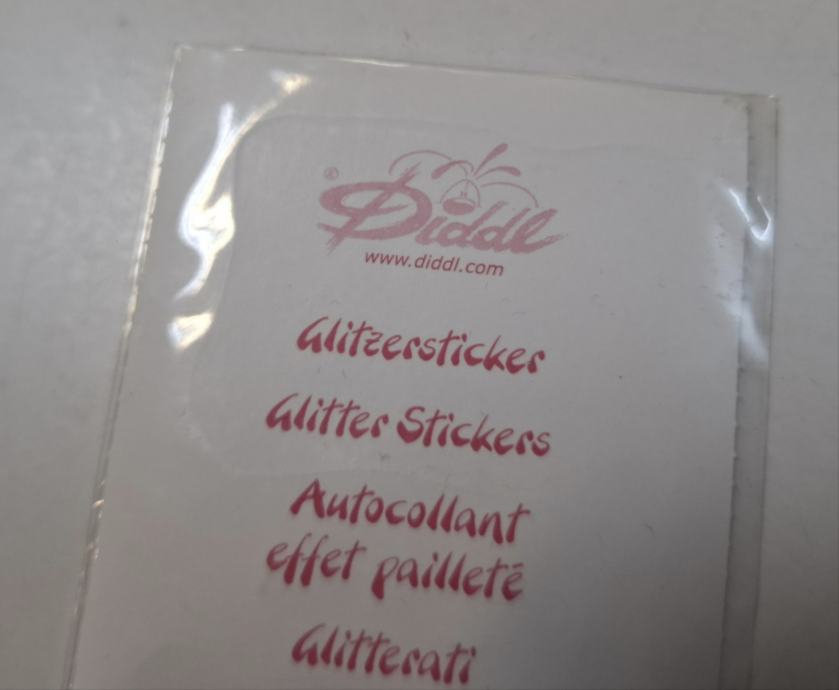 ® Diddl
www.diddl.com
Glitzersticker
Glitter Stickers
Autocollant
effet pailleté
Glitterati